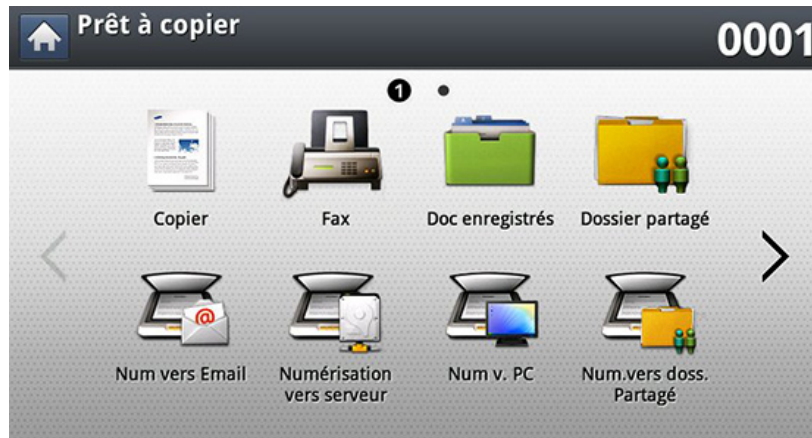 Prêt à copier
0001
1
Copier
Fax
Doc enregistrés
Dossier partagé
Num vers Email
Numérisation
vers serveur
Num v. PC
Num.vers doss.
Partagé